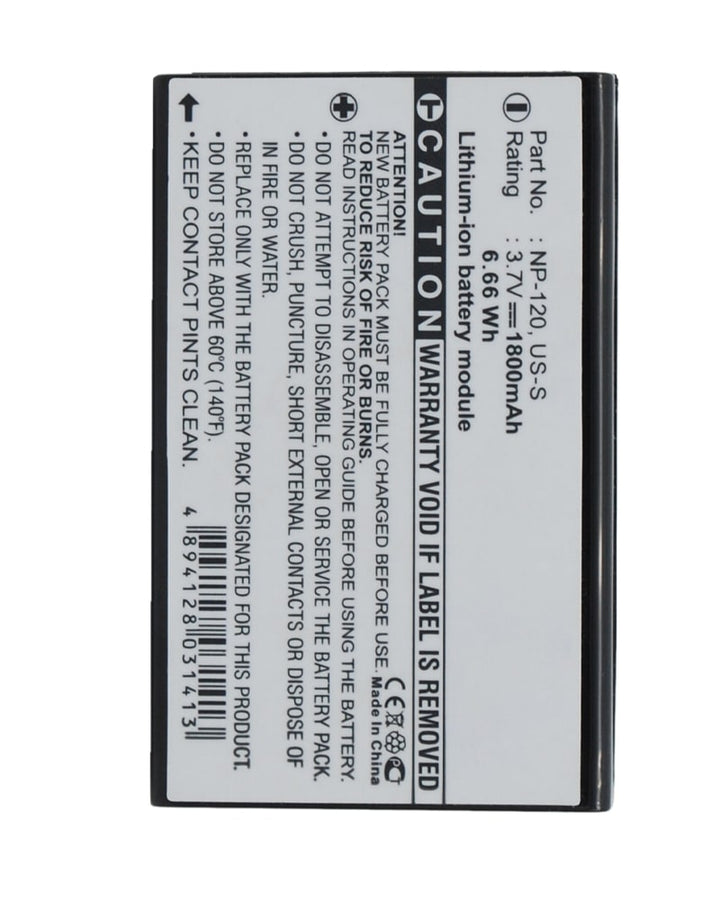 Part No. : NP-120, US-S
Rating : 3.7V 1800mAh
6.66 Wh
Lithium-ion battery module
CAUTION WARRANTY VOID IF LABEL IS REMOVED
ATTENTION!
NEW BATTERY PACK MUST BE FULLY CHARGED BEFORE USE.
TO REDUCE RISK OF FIRE OR BURNS.
READ INSTRUCTIONS IN OPERATING GUIDE BEFORE USING THE BATTERY.
• DO NOT ATTEMPT TO DISASSEMBLE, OPEN OR SERVICE THE BATTERY PACK.
• DO NOT CRUSH, PUNCTURE, SHORT EXTERNAL CONTACTS OR DISPOSE OF
IN FIRE OR WATER.
• REPLACE ONLY WITH THE BATTERY PACK DESIGNATED FOR THIS PRODUCT.
• DO NOT STORE ABOVE 60°C (140°F).
• KEEP CONTACT PINTS CLEAN.
CE
Made In China
4 894128 031413